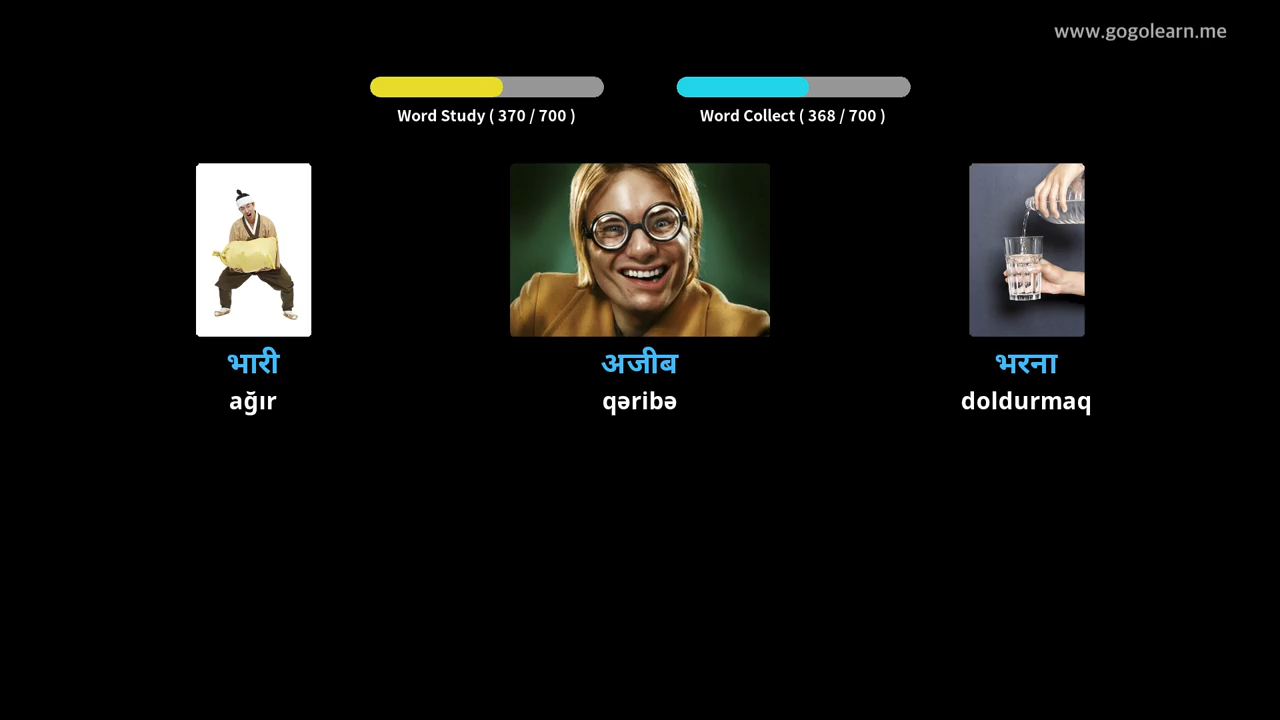 www.gogolearn.me
Word Study ( 370 / 700 )
Word Collect ( 368 / 700 )
भारी
अजीब
भरना
ağır
qəribə
doldurmaq